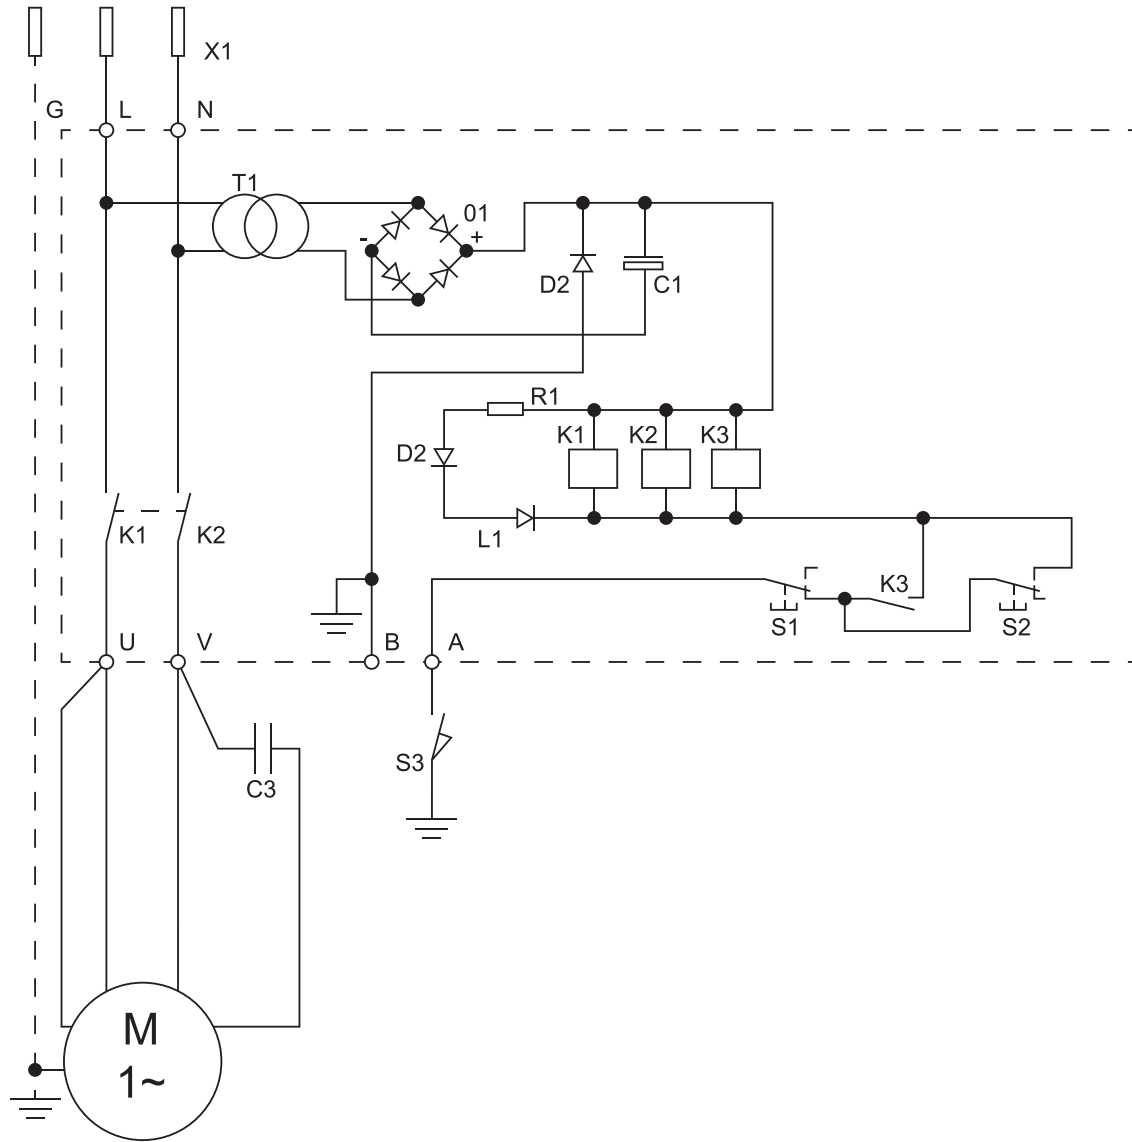 X1
G L N
T1
01
- +
D2 C1
R1
K1 K2 K3
D2
K1 K2
L1
K3
S1 S2
U V B A
S3
C3
M
1~